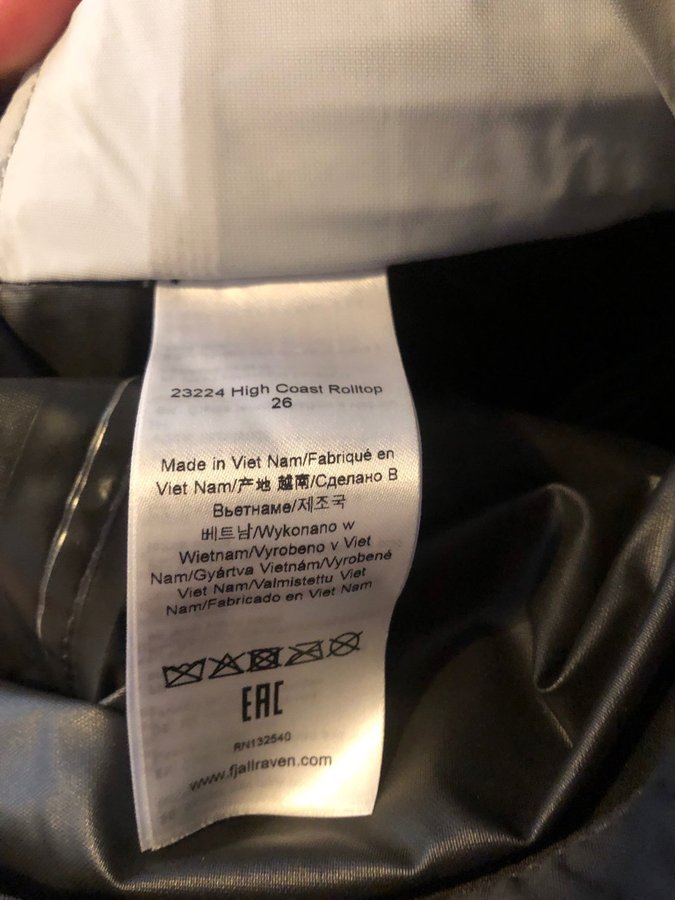 23224 High Coast Rolltop
26
Made in Viet Nam/Fabriqué en
Viet Nam/产地 越南/Сделано В
Вьетнаме/제조국
베트남/Wykonano w
Wietnam/Vyrobeno v Viet
Nam/Gyártva Vietnám/Vyrobené
Viet Nam/Valmistettu Viet
Nam/Fabricado en Viet Nam
EAC
RN132540
www.fjallraven.com